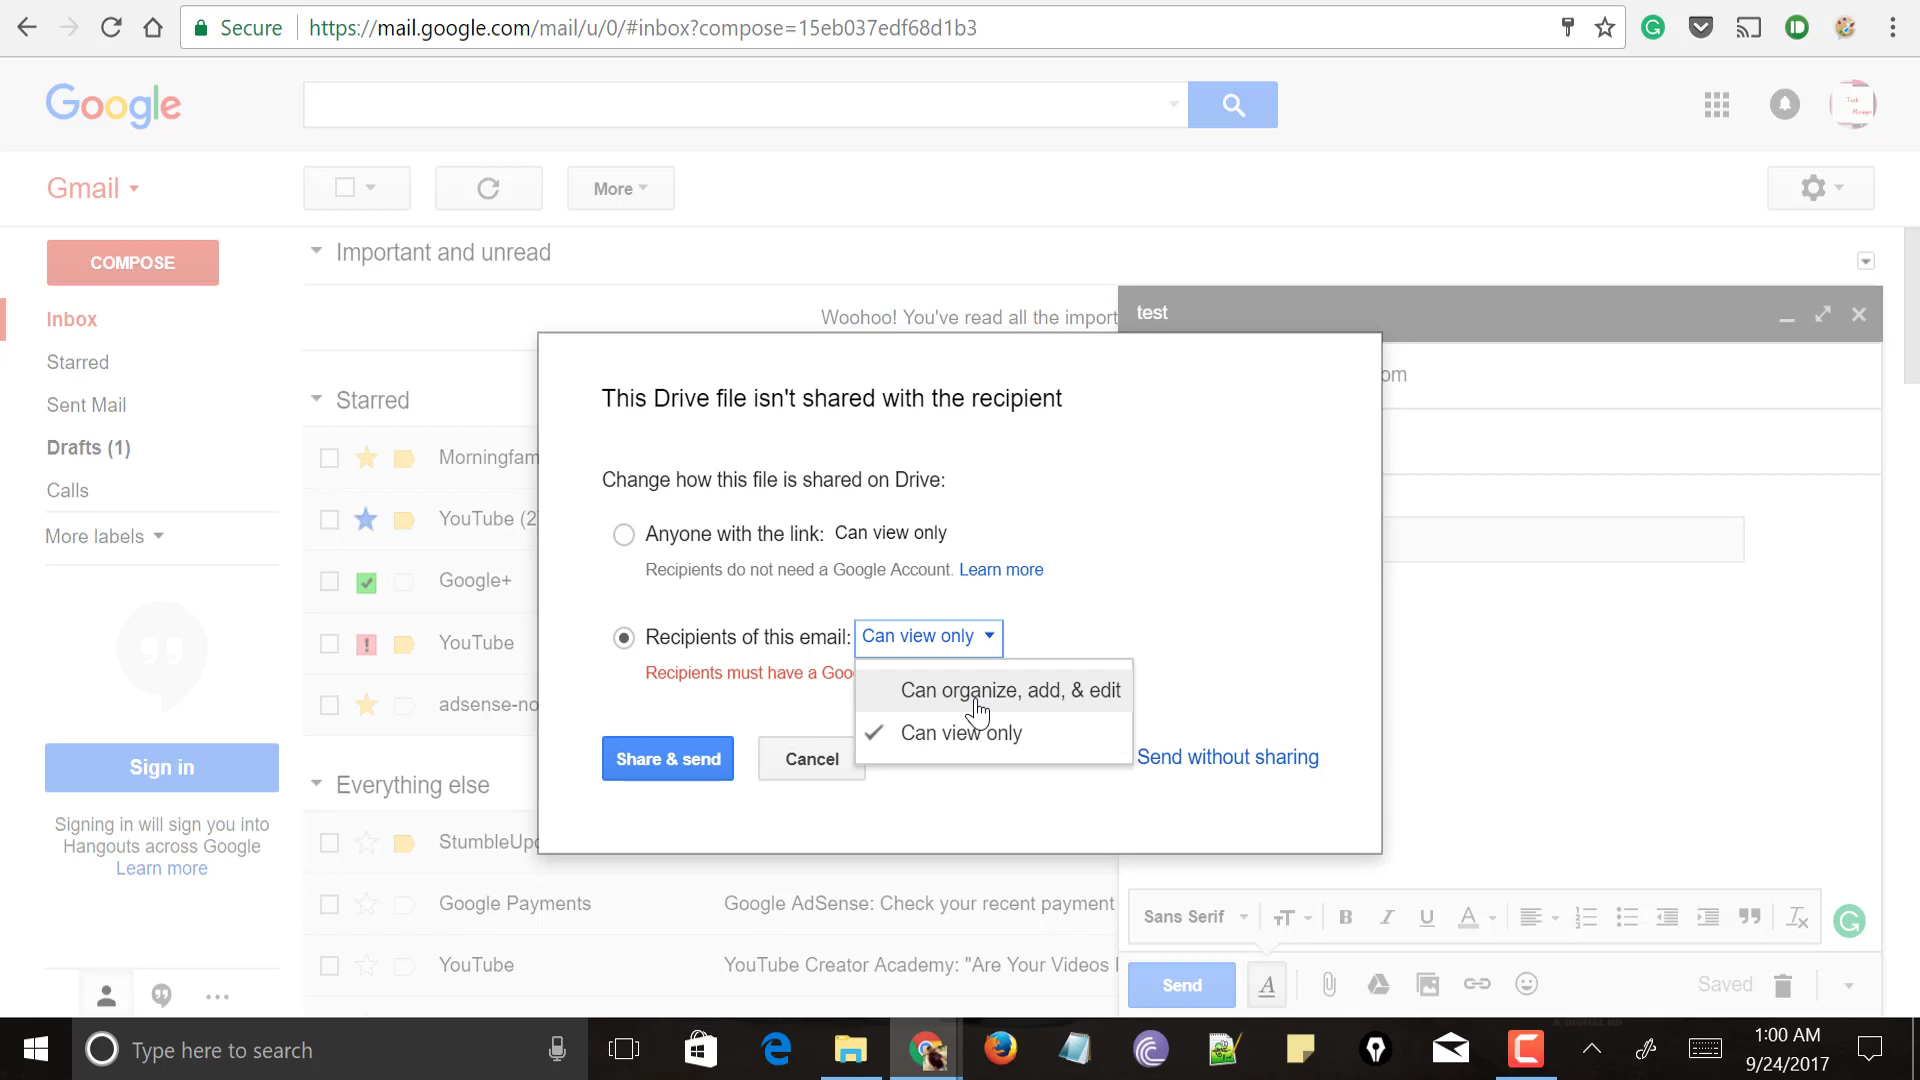 Secure https://mail.google.com/mail/u/0/#inbox?compose=15eb037edf68d1b3
Google
Gmail
More
COMPOSE
Inbox
Starred
Sent Mail
Drafts (1)
Calls
More labels
Sign in
Signing in will sign you into
Hangouts across Google
Learn more
Important and unread
Woohoo! You've read all the import
Starred
Morningfam
YouTube (2
Google+
YouTube
adsense-no
Everything else
StumbleUp
Google Payments Google AdSense: Check your recent payment
YouTube YouTube Creator Academy: "Are Your Videos
test
om
This Drive file isn't shared with the recipient
Change how this file is shared on Drive:
Anyone with the link: Can view only
Recipients do not need a Google Account. Learn more
Recipients of this email: Can view only
Recipients must have a Goo
Can organize, add, & edit
Can view only
Share & send Cancel Send without sharing
Sans Serif
Send
Saved
Type here to search
1:00 AM
9/24/2017